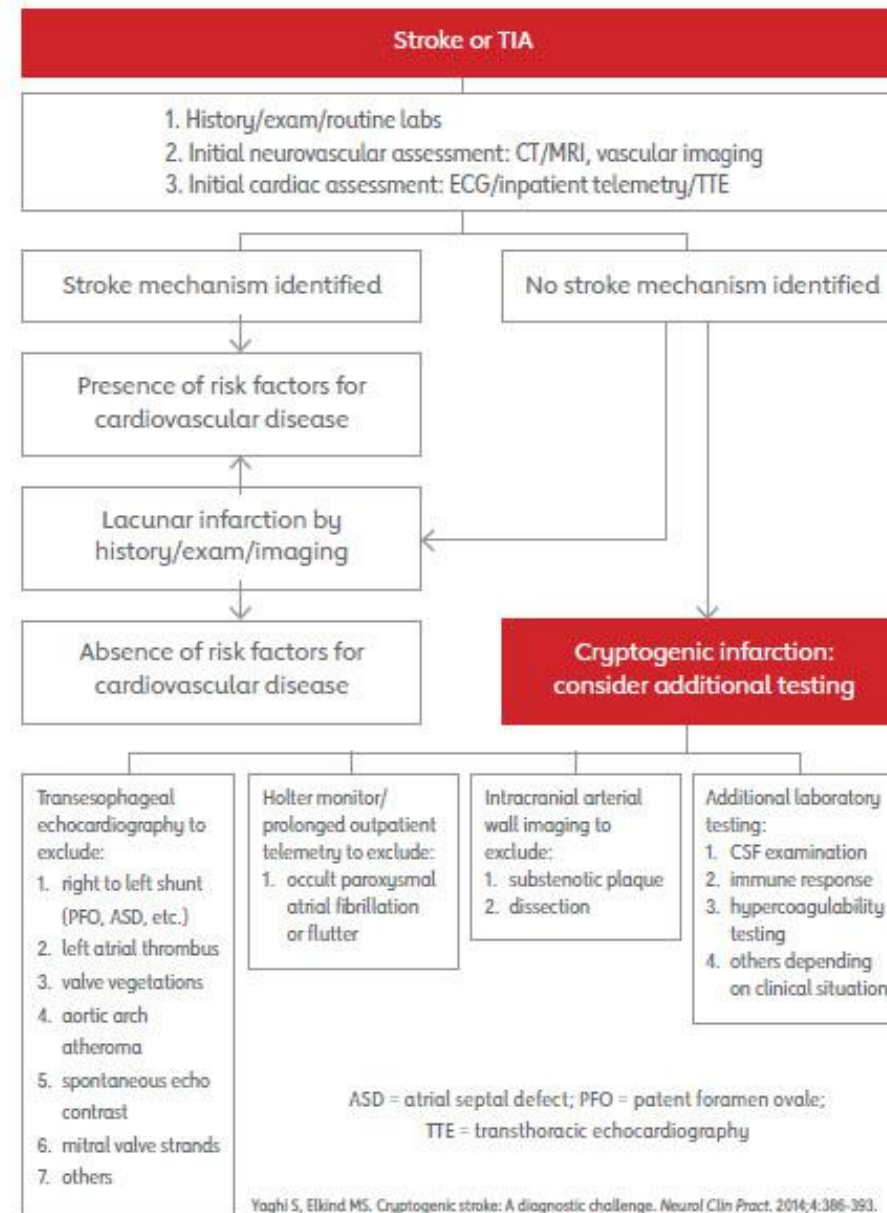 Stroke or TIA
1. History/exam/routine labs
2. Initial neurovascular assessment: CT/MRI, vascular imaging
3. Initial cardiac assessment: ECG/inpatient telemetry/TTE
Stroke mechanism identified
No stroke mechanism identified
Presence of risk factors for
cardiovascular disease
Lacunar infarction by
history/exam/imaging
Absence of risk factors for
cardiovascular disease
Cryptogenic infarction:
consider additional testing
Transesophageal
echocardiography to
exclude:
1. right to left shunt
(PFO, ASD, etc.)
2. left atrial thrombus
3. valve vegetations
4. aortic arch
atheroma
5. spontaneous echo
contrast
6. mitral valve strands
7. others
Holter monitor/
prolonged outpatient
telemetry to exclude:
1. occult paroxysmal
atrial fibrillation
or flutter
Intracranial arterial
wall imaging to
exclude:
1. substenotic plaque
2. dissection
Additional laboratory
testing:
1. CSF examination
2. immune response
3. hypercoagulability
testing
4. others depending
on clinical situation
ASD = atrial septal defect; PFO = patent foramen ovale;
TTE = transthoracic echocardiography
Yaghi S, Elkind MS. Cryptogenic stroke: A diagnostic challenge. Neurol Clin Pract. 2014;4:386-393.